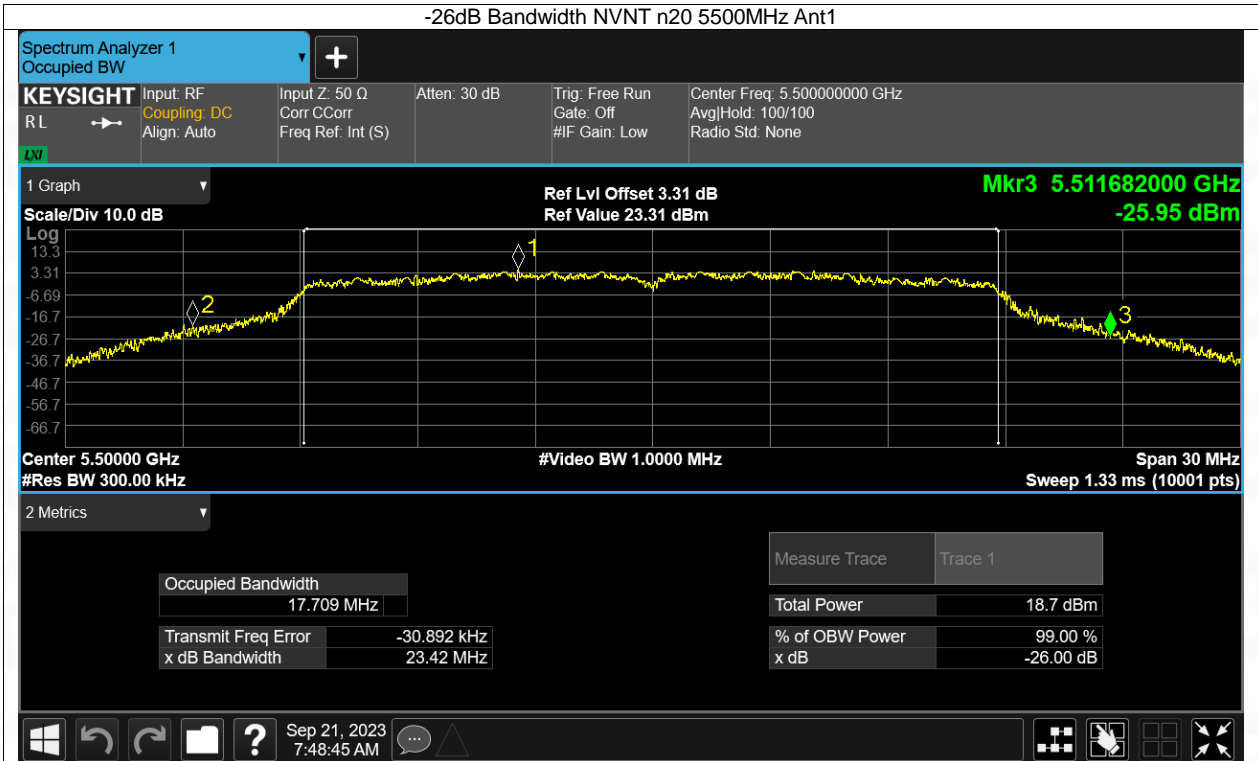 -26dB Bandwidth NVNT n20 5500MHz Ant1
Spectrum Analyzer 1
Occupied BW
KEYSIGHT Input: RF Input Z: 50 Ω Atten: 30 dB Trig: Free Run Center Freq: 5.500000000 GHz
RL Coupling: DC Corr CCorr Gate: Off Avg|Hold: 100/100
Align: Auto Freq Ref: Int (S) #IF Gain: Low Radio Std: None
LXI
1 Graph Ref Lvl Offset 3.31 dB Mkr3 5.511682000 GHz
Scale/Div 10.0 dB Ref Value 23.31 dBm -25.95 dBm
Log
13.3
3.31
-6.69
-16.7
-26.7
-36.7
-46.7
-56.7
-66.7
1
2
3
Center 5.50000 GHz #Video BW 1.0000 MHz Span 30 MHz
#Res BW 300.00 kHz Sweep 1.33 ms (10001 pts)
2 Metrics
Measure Trace Trace 1
Occupied Bandwidth
17.709 MHz Total Power 18.7 dBm
Transmit Freq Error -30.892 kHz % of OBW Power 99.00 %
x dB Bandwidth 23.42 MHz x dB -26.00 dB
? Sep 21, 2023
7:48:45 AM